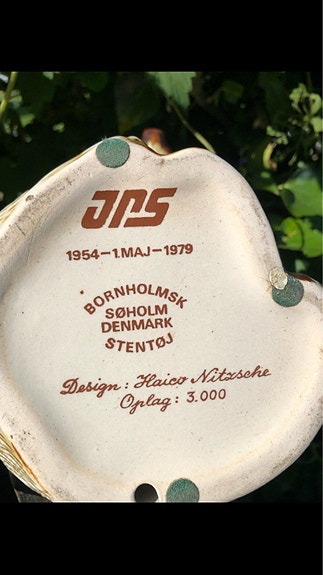 JPS
1954-1.MAJ-1979
BORNHOLMSK
SØHOLM
DENMARK
STENTØJ
Design: Haico Nitzsche
Oplag: 3.000